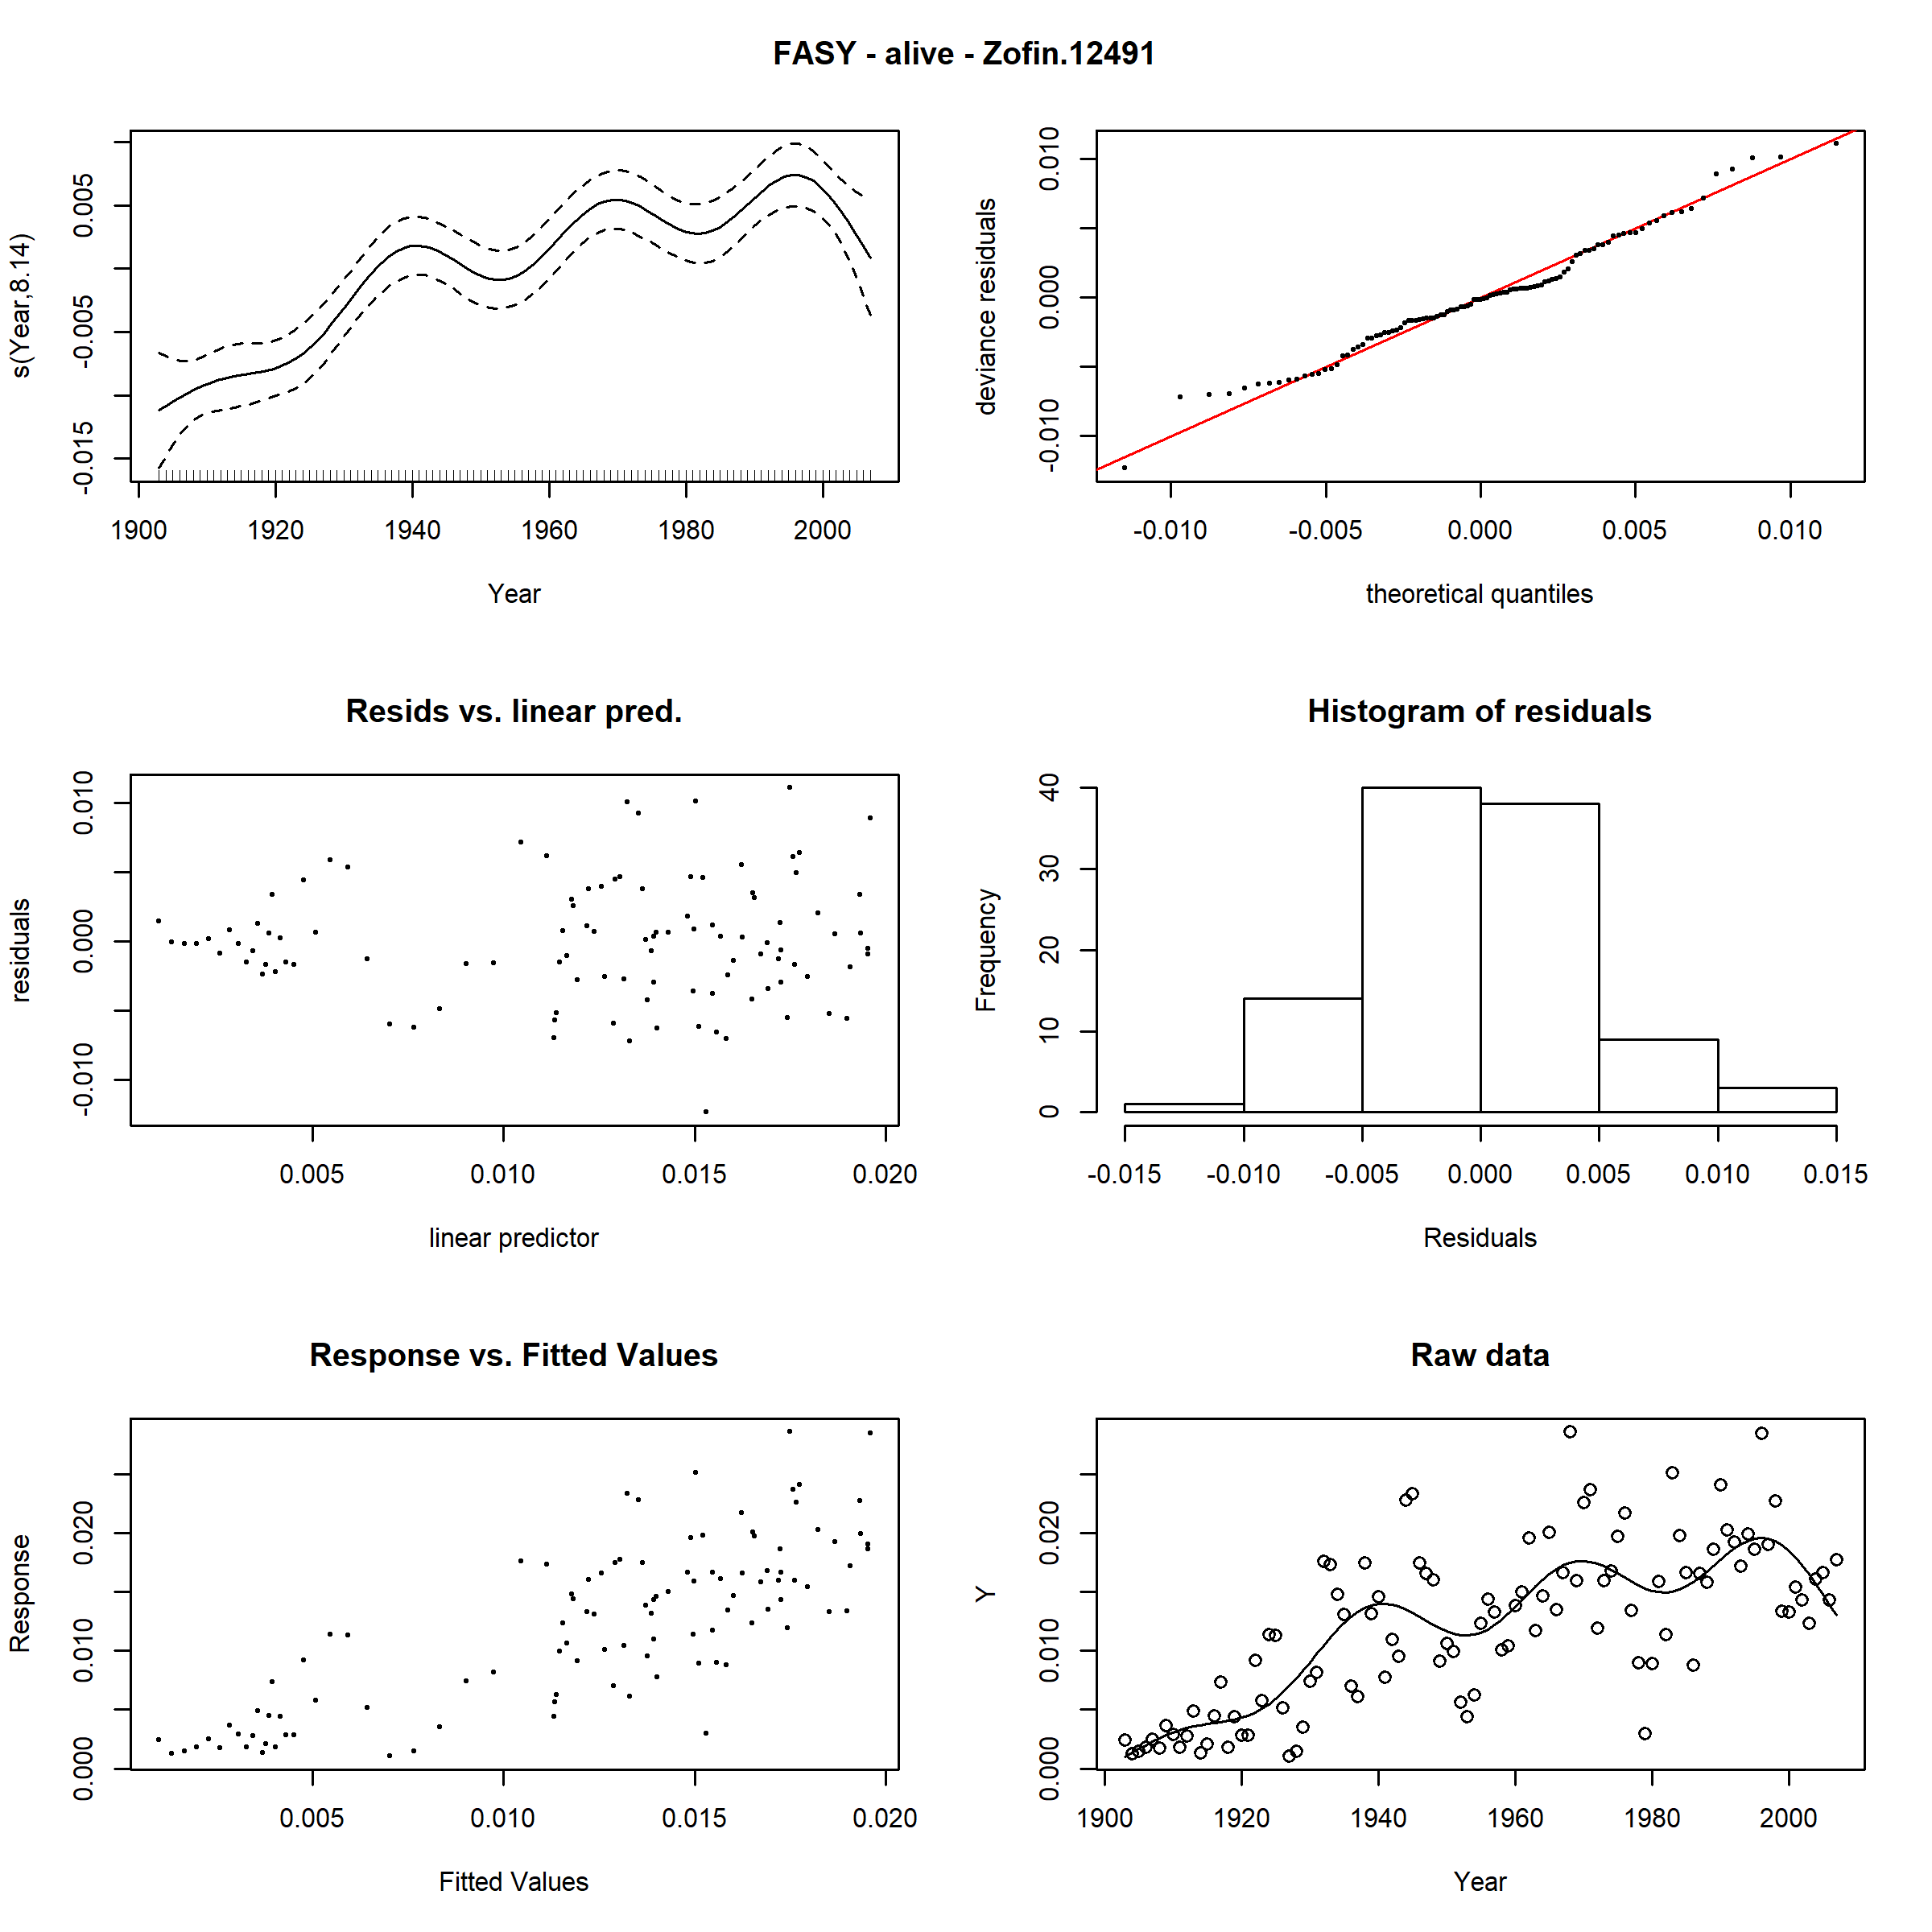 FASY - alive - Zofin.12491
s(Year,8.14)
-0.015 -0.005 0.005
1900 1920 1940 1960 1980 2000
Year
deviance residuals
-0.010 0.000 0.010
-0.010 -0.005 0.000 0.005 0.010
theoretical quantiles
Resids vs. linear pred.
residuals
-0.010 0.000 0.010
0.005 0.010 0.015 0.020
linear predictor
Histogram of residuals
Frequency
0 10 20 30 40
-0.015 -0.010 -0.005 0.000 0.005 0.010 0.015
Residuals
Response vs. Fitted Values
Response
0.000 0.010 0.020
0.005 0.010 0.015 0.020
Fitted Values
Raw data
Y
0.000 0.010 0.020
1900 1920 1940 1960 1980 2000
Year